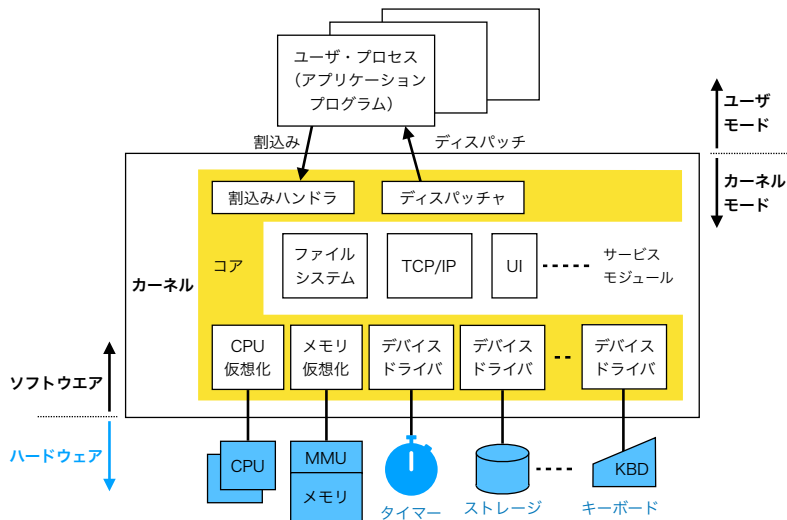 ユーザ・プロセス
（アプリケーション
プログラム）
ユーザ
モード
割込み
ディスパッチ
カーネル
モード
割込みハンドラ
ディスパッチャ
コア
ファイル
システム
TCP/IP
UI
サービス
モジュール
カーネル
CPU
仮想化
メモリ
仮想化
デバイス
ドライバ
デバイス
ドライバ
デバイス
ドライバ
ソフトウエア
ハードウェア
CPU
MMU
メモリ
タイマー
ストレージ
KBD
キーボード